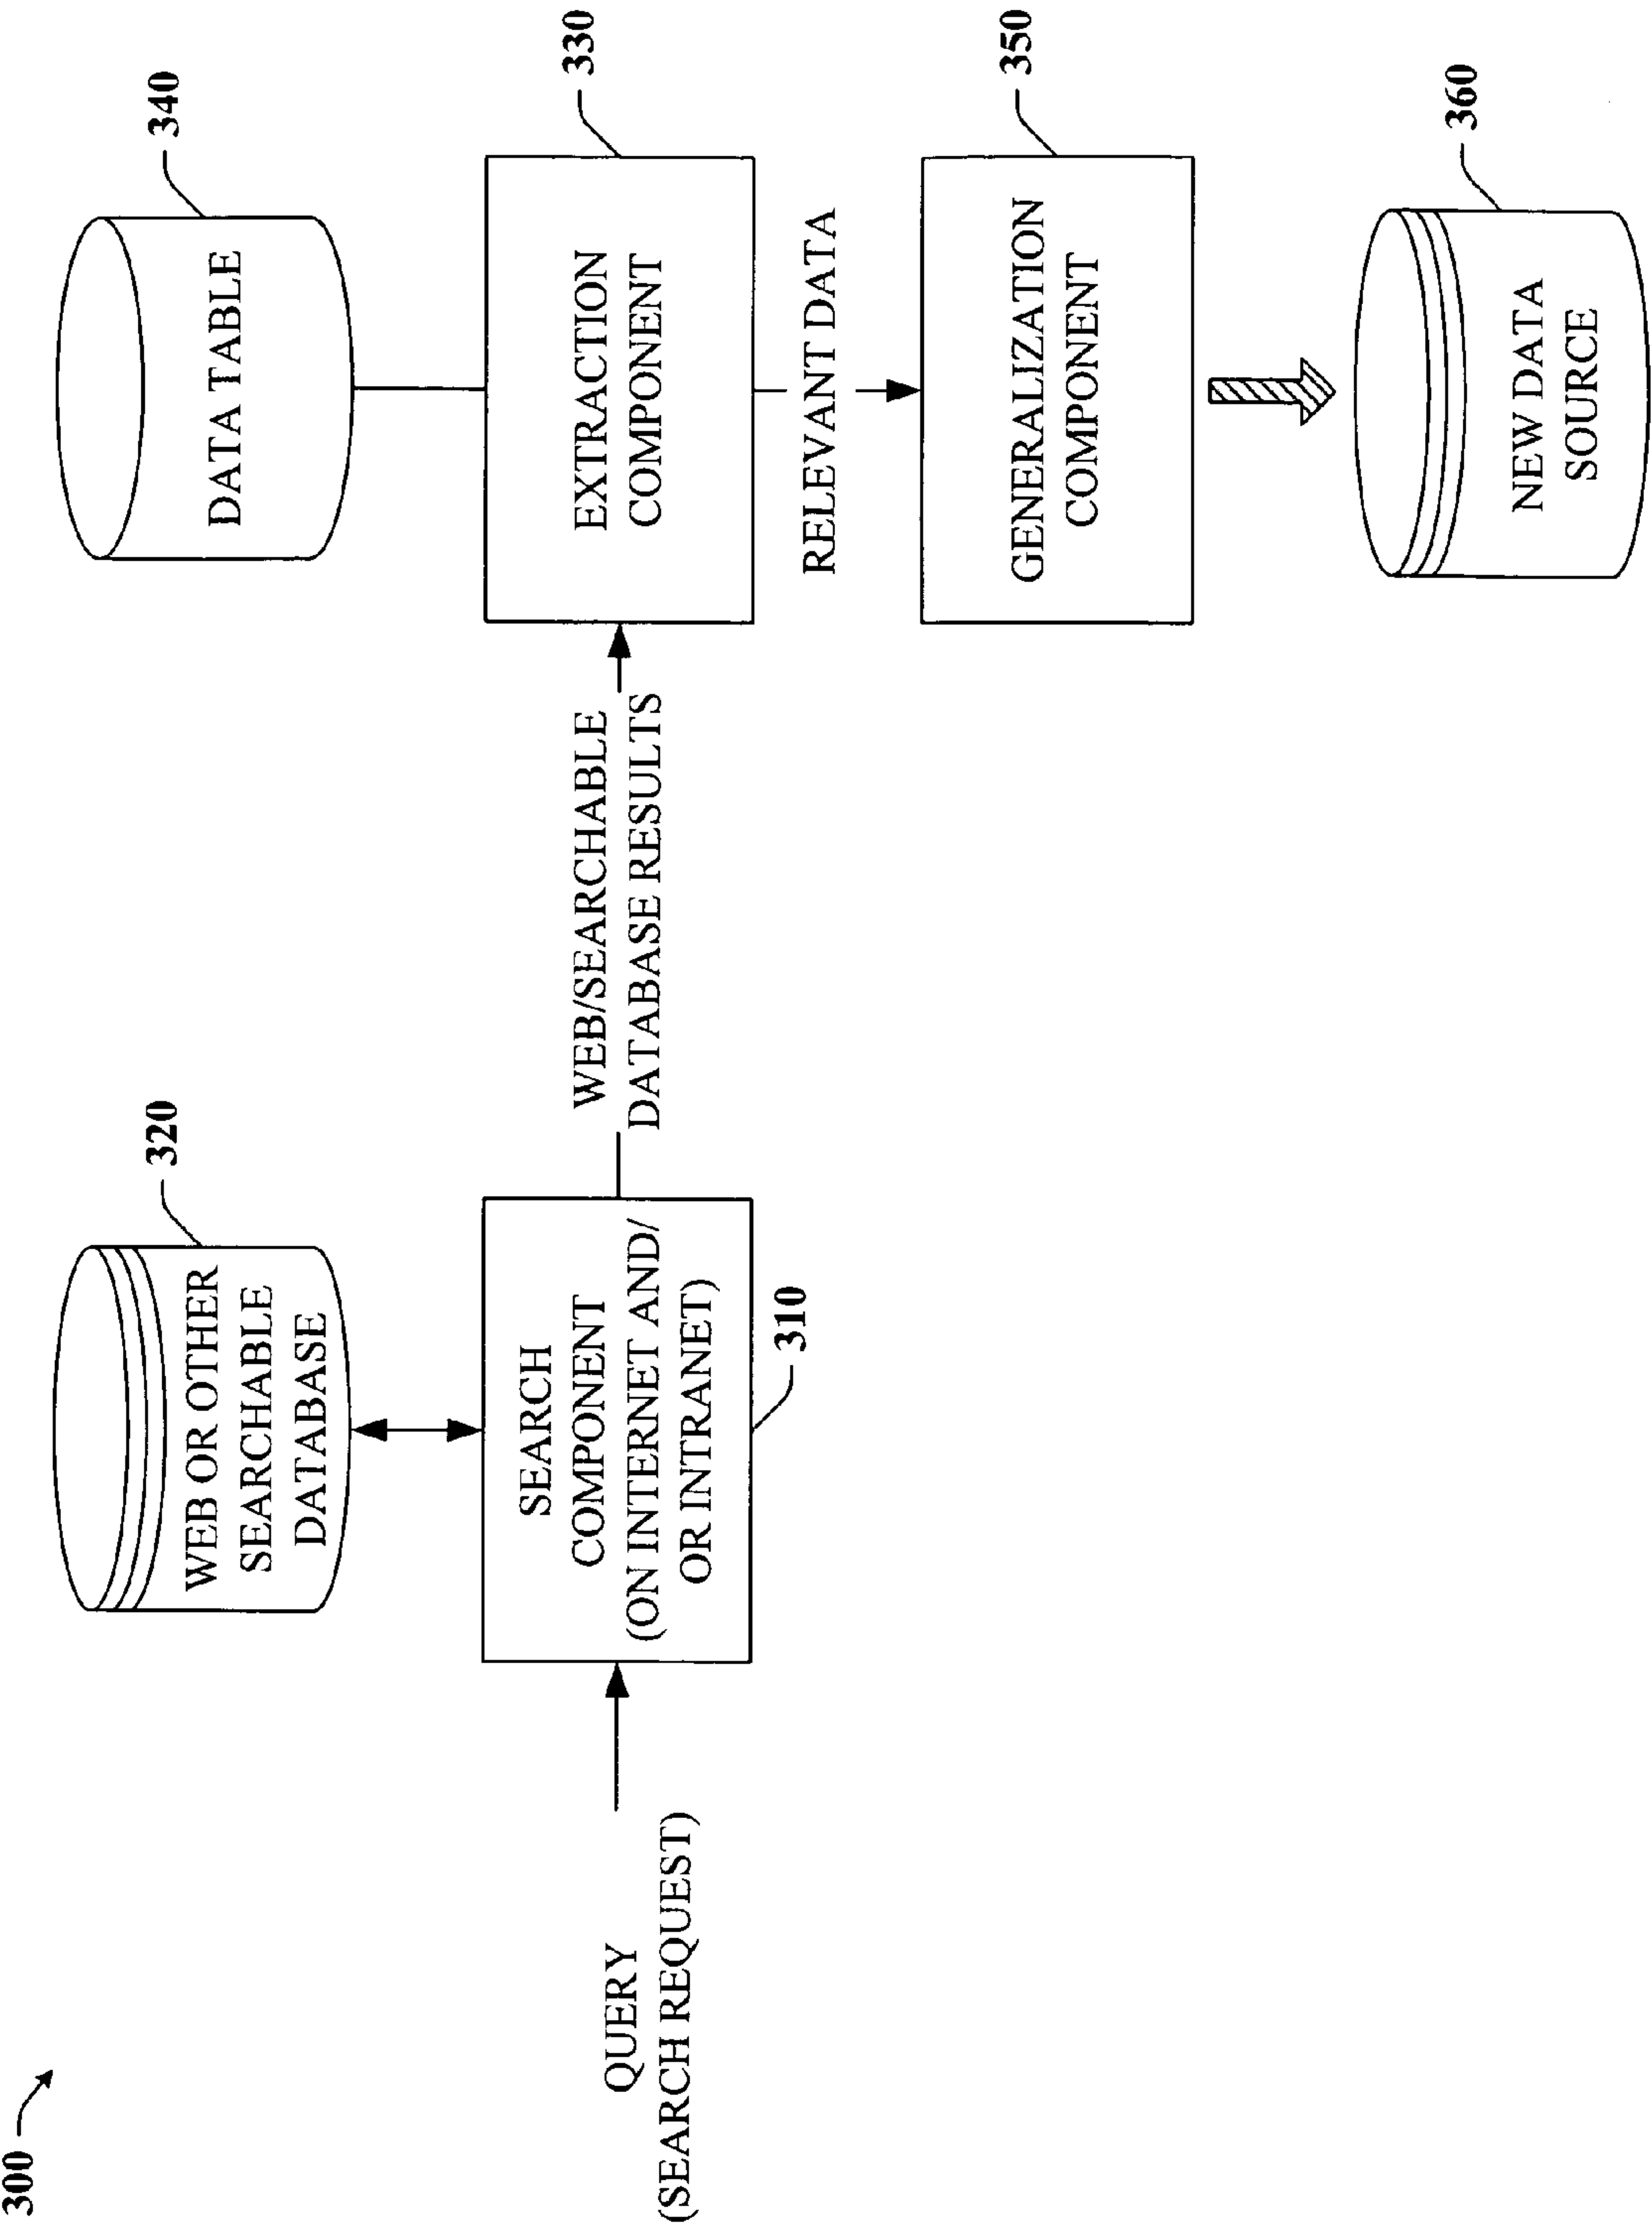 300
320
WEB OR OTHER
SEARCHABLE
DATABASE
340
DATA TABLE
QUERY
(SEARCH REQUEST)
SEARCH
COMPONENT
(ON INTERNET AND/
OR INTRANET)
310
WEB/SEARCHABLE
DATABASE RESULTS
330
EXTRACTION
COMPONENT
RELEVANT DATA
350
GENERALIZATION
COMPONENT
360
NEW DATA
SOURCE